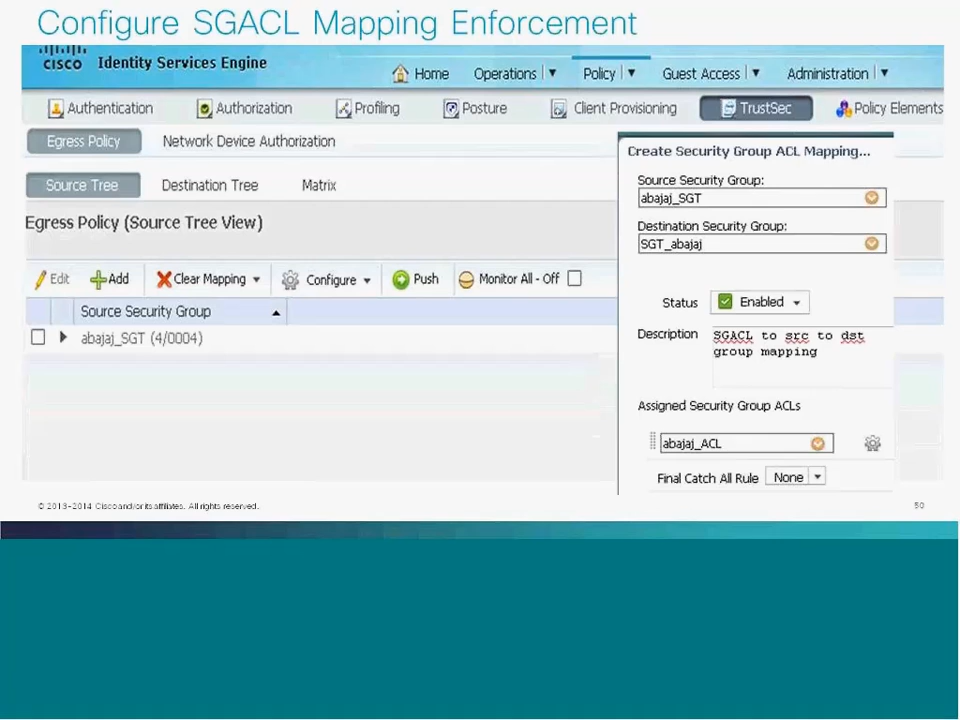 Configure SGACL Mapping Enforcement
CISCO Identity Services Engine
Home Operations Policy Guest Access Administration
Authentication Authorization Profiling Posture Client Provisioning TrustSec Policy Elements
Egress Policy Network Device Authorization
Source Tree Destination Tree Matrix
Egress Policy (Source Tree View)
Edit Add Clear Mapping Configure Push Monitor All - Off
Source Security Group
abajaj_SGT (4/0004)
Create Security Group ACL Mapping...
Source Security Group:
abajaj_SGT
Destination Security Group:
SGT_abajaj
Status Enabled
Description SGACL to src to dst
group mapping
Assigned Security Group ACLs
abajaj_ACL
Final Catch All Rule None
© 2013-2014 Cisco and/or its affiliates. All rights reserved.
50